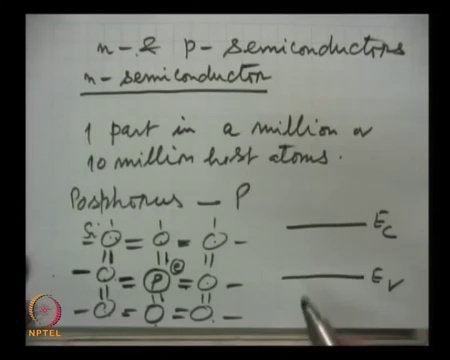 n- & p- semiconductors
n- semiconductor
1 part in a million or
10 million host atoms.
Posphorus — P
Si
e
P
E_C
E_V
NPTEL